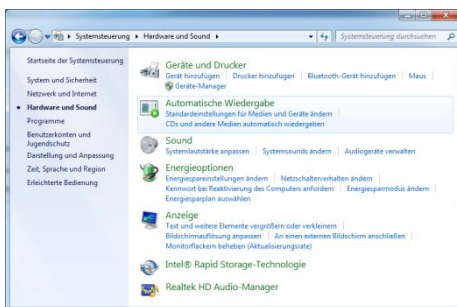 Systemsteuerung ▸ Hardware und Sound ▸
Systemsteuerung durchsuchen
Startseite der Systemsteuerung
System und Sicherheit
Netzwerk und Internet
Hardware und Sound
Programme
Benutzerkonten und
Jugendschutz
Darstellung und Anpassung
Zeit, Sprache und Region
Erleichterte Bedienung
Geräte und Drucker
Gerät hinzufügen | Drucker hinzufügen | Bluetooth-Gerät hinzufügen | Maus |
Geräte-Manager
Automatische Wiedergabe
Standardeinstellungen für Medien und Geräte ändern |
CDs und andere Medien automatisch wiedergeben
Sound
Systemlautstärke anpassen | Systemsounds ändern | Audiogeräte verwalten
Energieoptionen
Energiespareinstellungen ändern | Netzschalterverhalten ändern |
Kennwort bei Reaktivierung des Computers anfordern | Energiesparmodus ändern |
Energiesparplan auswählen
Anzeige
Text und weitere Elemente vergrößern oder verkleinern |
Bildschirmauflösung anpassen | An einen externen Bildschirm anschließen |
Monitorflackern beheben (Aktualisierungsrate)
Intel® Rapid Storage-Technologie
Realtek HD Audio-Manager